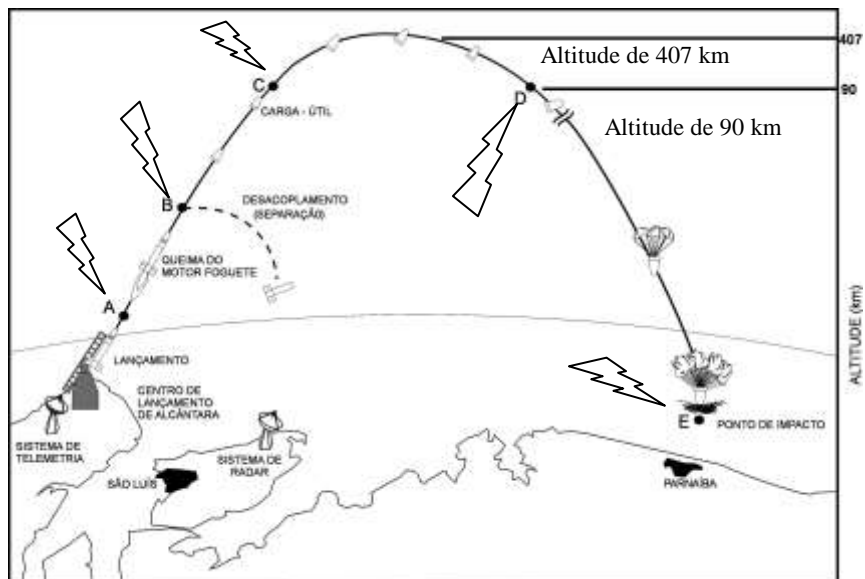 407
Altitude de 407 km
C
90
D
CARGA - ÚTIL
Altitude de 90 km
B
DESACOPLAMENTO
(SEPARAÇÃO)
QUEIMA DO
MOTOR FOGUETE
A
ALTITUDE (km)
LANÇAMENTO
CENTRO DE
LANÇAMENTO
DE ALCÂNTARA
E
PONTO DE IMPACTO
SISTEMA DE
TELEMETRIA
SISTEMA DE
RADAR
SÃO LUÍS
PARNAÍBA